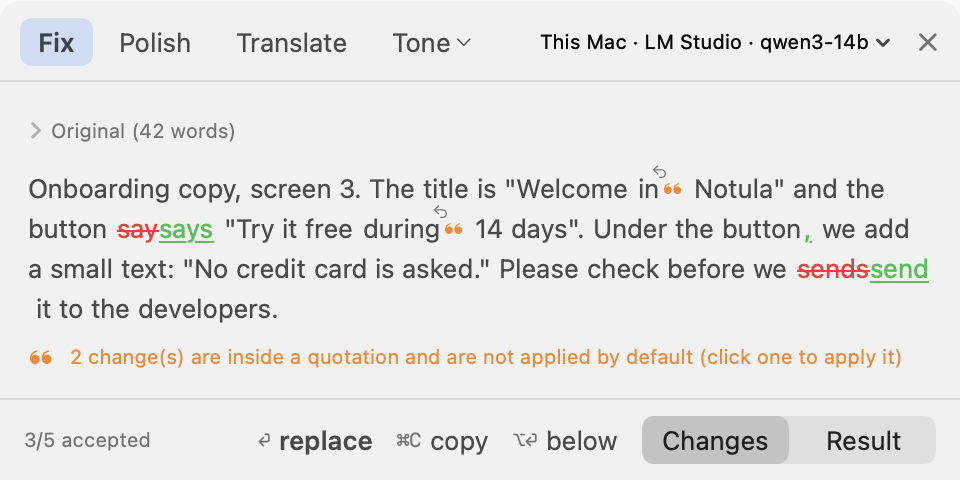 Fix Polish Translate Tone This Mac · LM Studio · qwen3-14b
Original (42 words)
Onboarding copy, screen 3. The title is "Welcome in Notula" and the
button saysays "Try it free during 14 days". Under the button, we add
a small text: "No credit card is asked." Please check before we sendssend
it to the developers.
2 change(s) are inside a quotation and are not applied by default (click one to apply it)
3/5 accepted ⏎ replace ⌘C copy ⌥⏎ below Changes Result